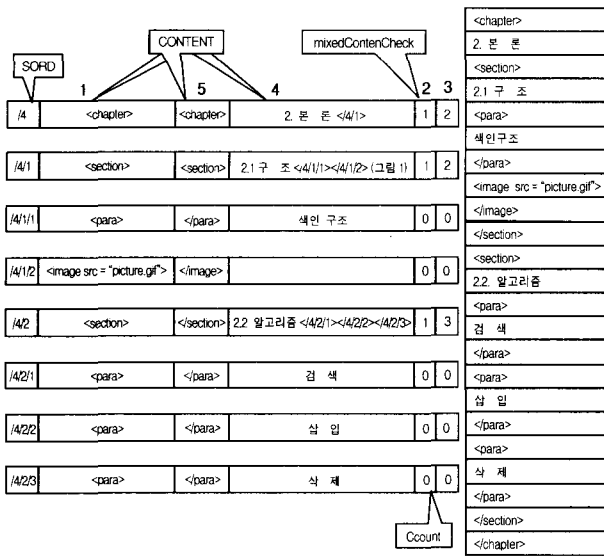 CONTENT
mixedContenCheck
SORD
1 5 4 2 3
/4 <chapter> <chapter> 2. 본 론 </4/1> 1 2
/4/1 <section> <section> 2.1 구 조 </4/1/1></4/1/2> (그림 1) 1 2
/4/1/1 <para> </para> 색인 구조 0 0
/4/1/2 <image src = "picture.gif"> </image> 0 0
/4/2 <section> </section> 2.2 알고리즘 </4/2/1></4/2/2></4/2/3> 1 3
/4/2/1 <para> </para> 검 색 0 0
/4/2/2 <para> </para> 삽 입 0 0
/4/2/3 <para> </para> 삭 제 0 0
Ccount
<chapter>
2. 본 론
<section>
2.1 구 조
<para>
색인구조
</para>
<image src = "picture.gif">
</image>
</section>
<section>
2.2. 알고리즘
<para>
검 색
</para>
<para>
삽 입
</para>
<para>
삭 제
</para>
</section>
</chapter>